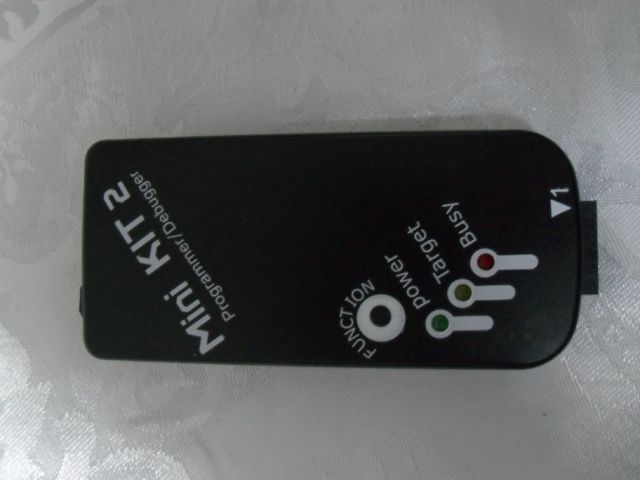 Mini KIT 2
Programmer/Debugger
FUNCTION
power
Target
Busy
1